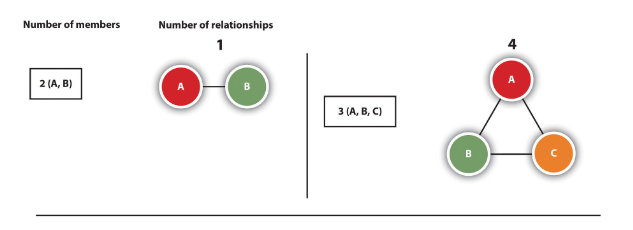 Number of members
Number of relationships
1
2 (A, B)
A
B
4
3 (A, B, C)
A
B
C